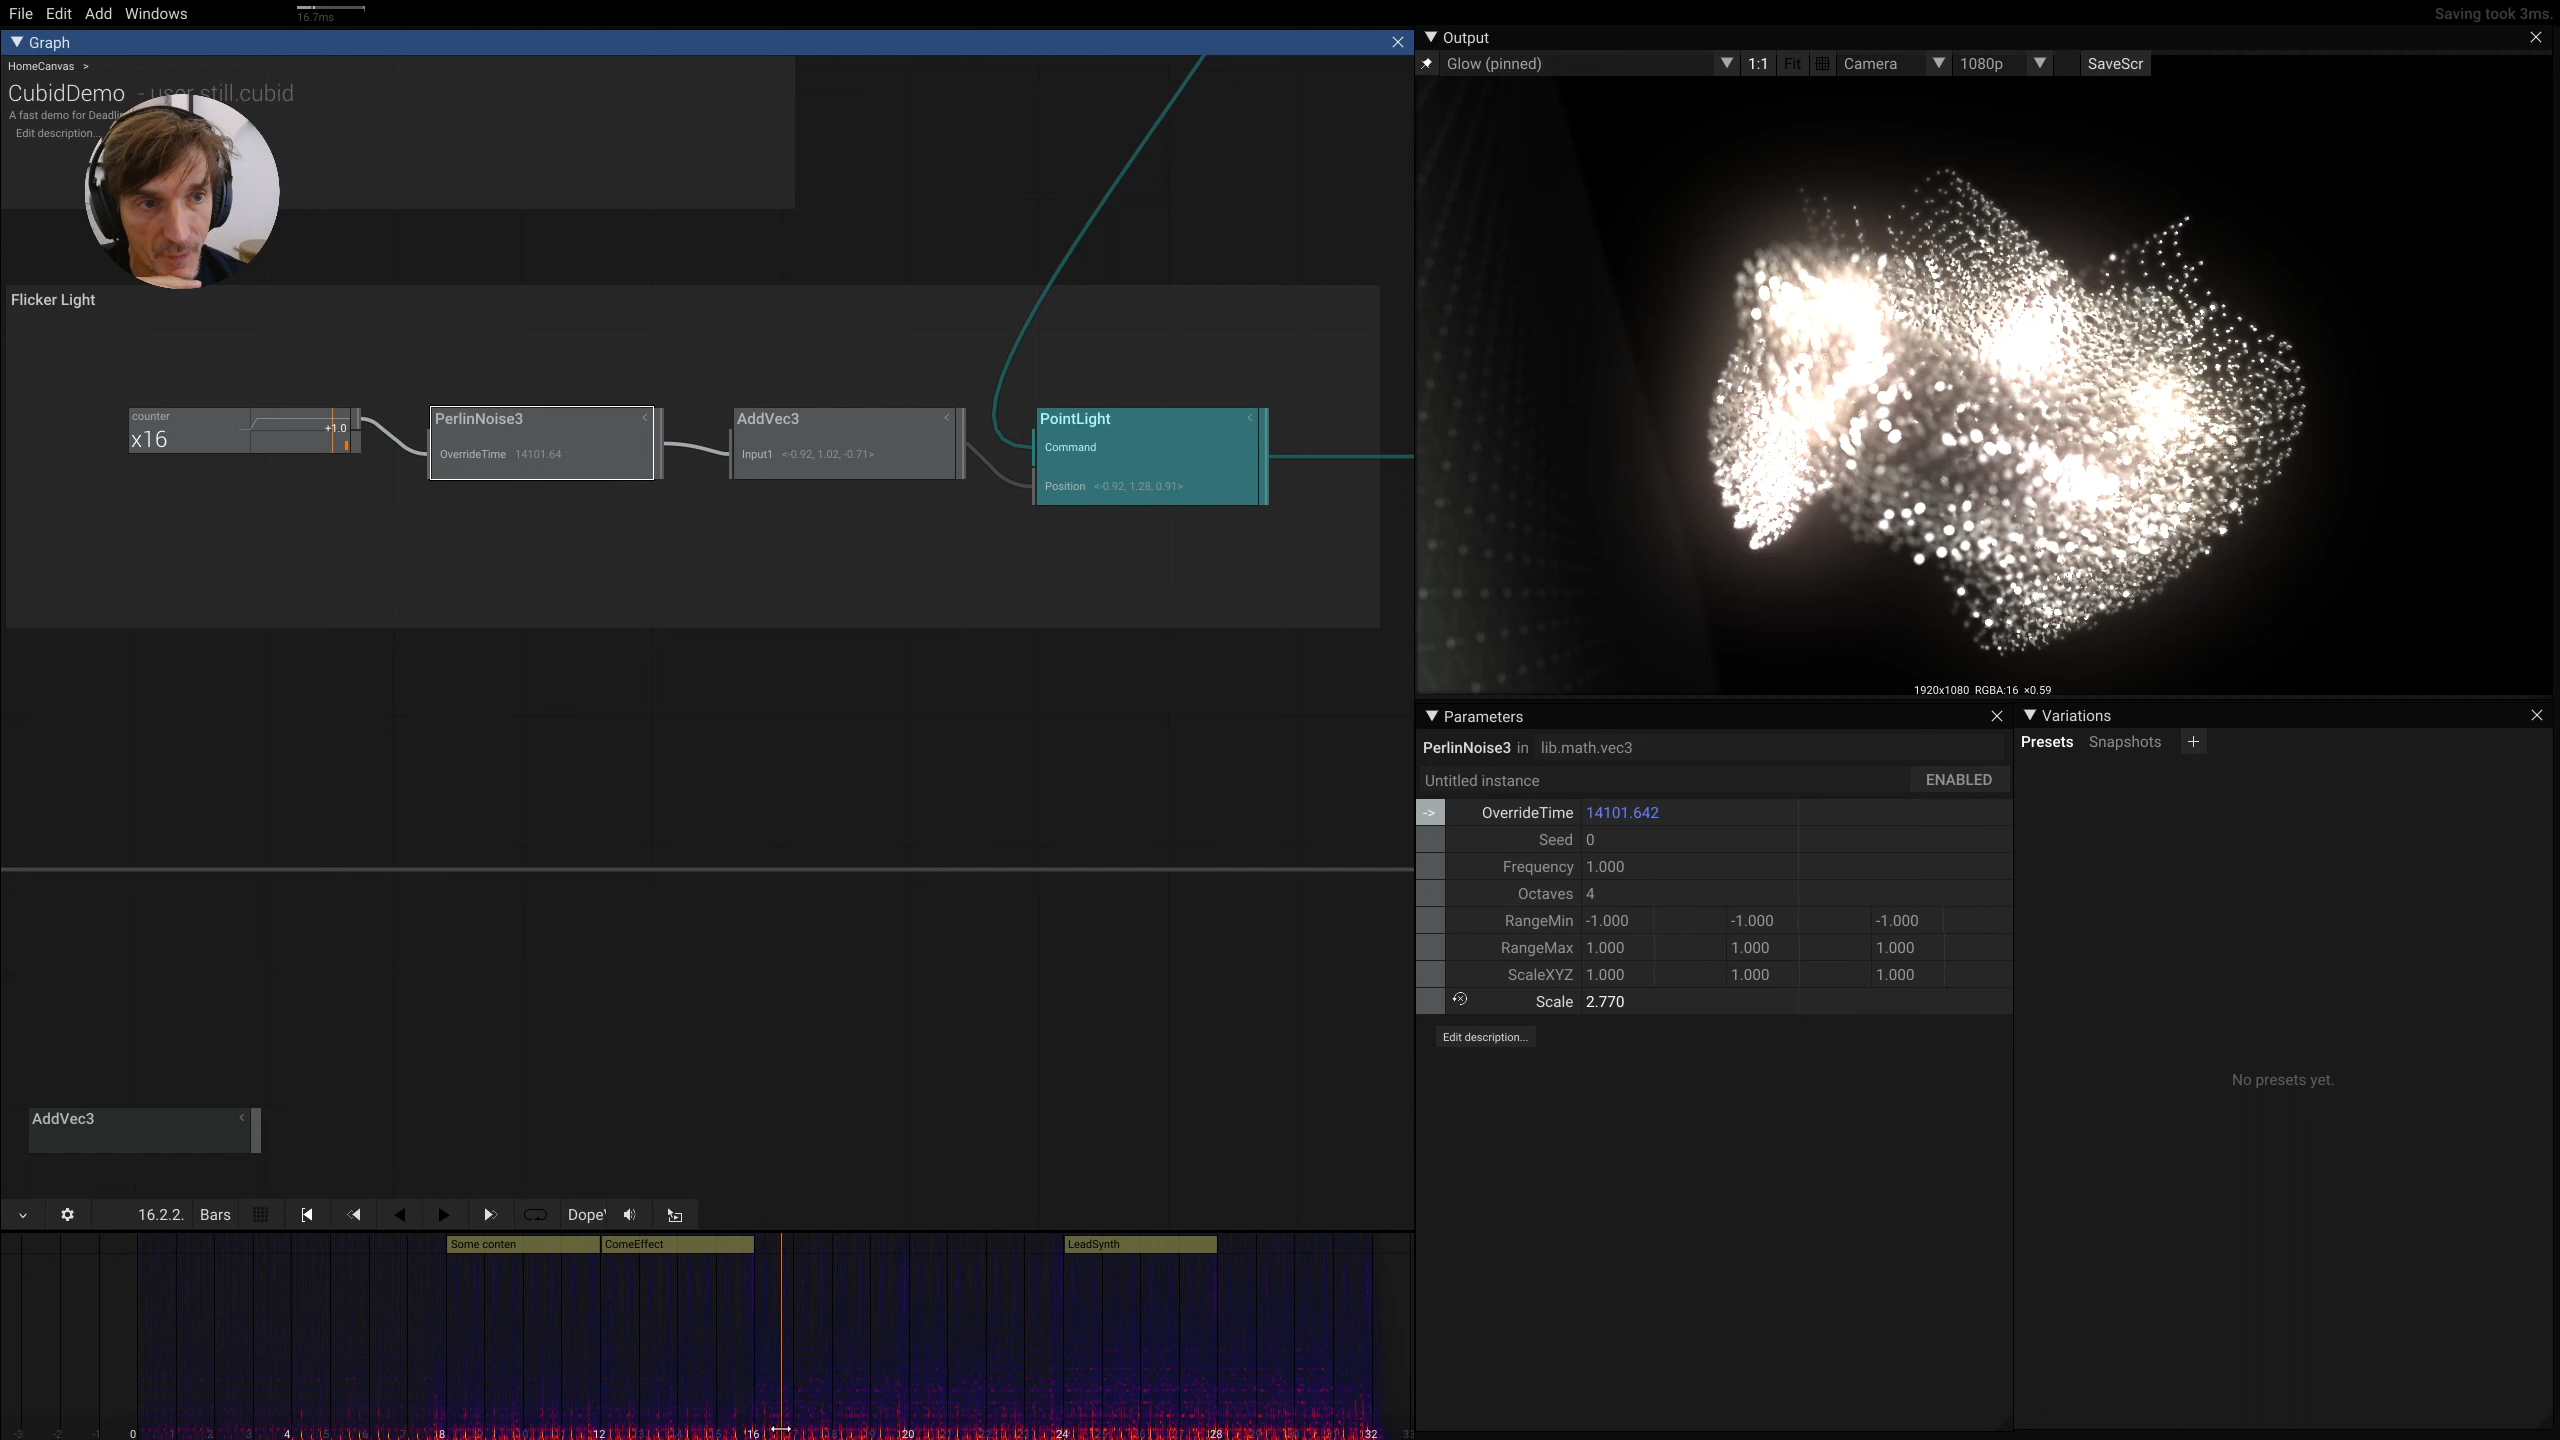 File Edit Add Windows
16.7ms
Saving took 3ms.
Graph
HomeCanvas >
CubidDemo - user.still.cubid
A fast demo for
Edit description...
Flicker Light
counter
x16
+1.0
PerlinNoise3
OverrideTime 14101.64
AddVec3
Input1 <-0.92, 1.02, -0.71>
PointLight
Command
Position <-0.92, 1.28, 0.91>
AddVec3
16.2.2. Bars
Some conten
ComeEffect
LeadSynth
0 4 8 12 16 20 24 28 32
Output
Glow (pinned) 1:1 Fit Camera 1080p SaveScr
1920x1080 RGBA:16 ×0.59
Parameters
PerlinNoise3 in lib.math.vec3
Untitled instance ENABLED
-> OverrideTime 14101.642
Seed 0
Frequency 1.000
Octaves 4
RangeMin -1.000 -1.000 -1.000
RangeMax 1.000 1.000 1.000
ScaleXYZ 1.000 1.000 1.000
Scale 2.770
Edit description...
Variations
Presets Snapshots +
No presets yet.